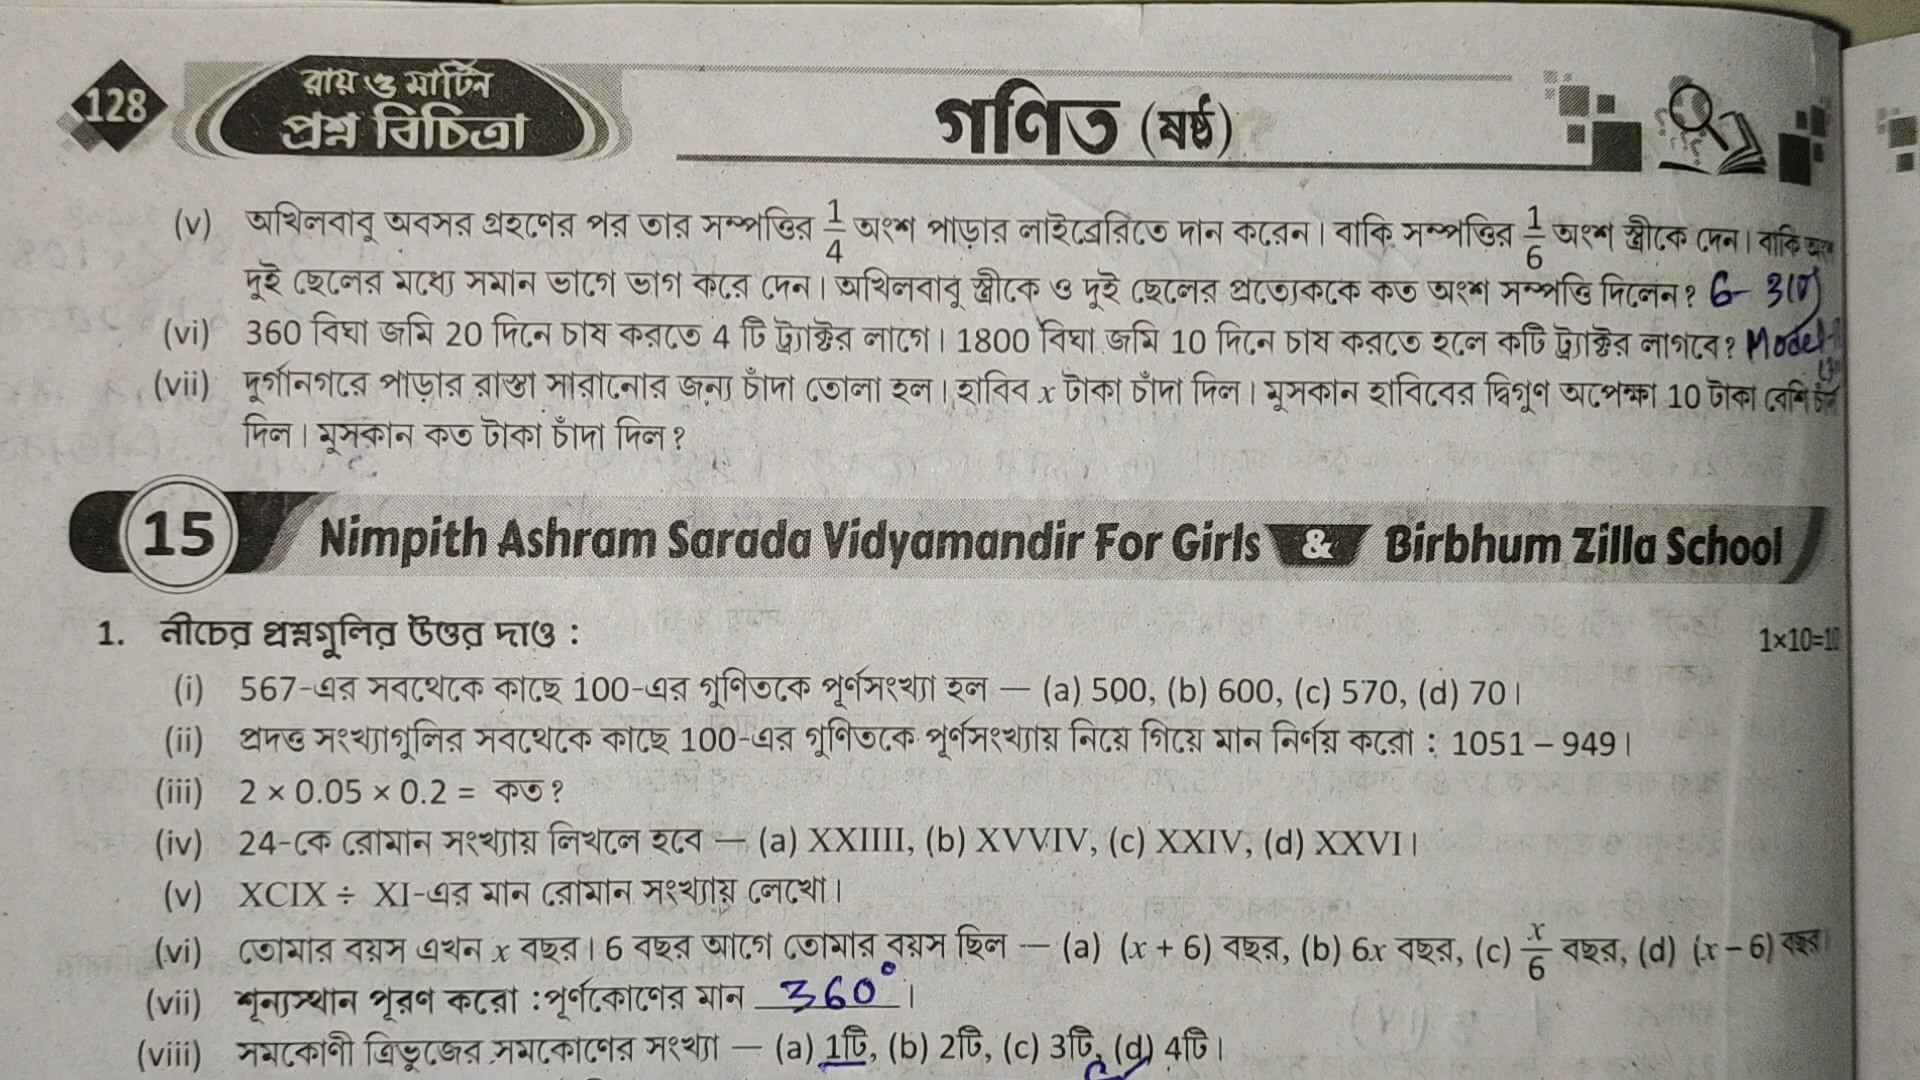 128
রায় ও মার্টিন
প্রশ্ন বিচিত্রা
গণিত (ষষ্ঠ)
(v) অখিলবাবু অবসর গ্রহণের পর তার সম্পত্তির 1/4 অংশ পাড়ার লাইব্রেরিতে দান করেন। বাকি সম্পত্তির 1/6 অংশ স্ত্রীকে দেন। বাকি অংশ
দুই ছেলের মধ্যে সমান ভাগে ভাগ করে দেন। অখিলবাবু স্ত্রীকে ও দুই ছেলের প্রত্যেককে কত অংশ সম্পত্তি দিলেন? 6- 3(v)
(vi) 360 বিঘা জমি 20 দিনে চাষ করতে 4 টি ট্র্যাক্টর লাগে। 1800 বিঘা জমি 10 দিনে চাষ করতে হলে কটি ট্র্যাক্টর লাগবে? Model
(vii) দুর্গানগরে পাড়ার রাস্তা সারানোর জন্য চাঁদা তোলা হল। হাবিব x টাকা চাঁদা দিল। মুসকান হাবিবের দ্বিগুণ অপেক্ষা 10 টাকা বেশি
দিল। মুসকান কত টাকা চাঁদা দিল?
15 Nimpith Ashram Sarada Vidyamandir For Girls & Birbhum Zilla School
1. নীচের প্রশ্নগুলির উত্তর দাও : 1×10=10
(i) 567-এর সবথেকে কাছে 100-এর গুণিতকে পূর্ণসংখ্যা হল — (a) 500, (b) 600, (c) 570, (d) 70।
(ii) প্রদত্ত সংখ্যাগুলির সবথেকে কাছে 100-এর গুণিতকে পূর্ণসংখ্যায় নিয়ে গিয়ে মান নির্ণয় করো : 1051 – 949।
(iii) 2 × 0.05 × 0.2 = কত?
(iv) 24-কে রোমান সংখ্যায় লিখলে হবে — (a) XXIIII, (b) XVVIV, (c) XXIV, (d) XXVI।
(v) XCIX ÷ XI-এর মান রোমান সংখ্যায় লেখো।
(vi) তোমার বয়স এখন x বছর। 6 বছর আগে তোমার বয়স ছিল — (a) (x + 6) বছর, (b) 6x বছর, (c) x/6 বছর, (d) (x – 6) বছর।
(vii) শূন্যস্থান পূরণ করো : পূর্ণকোণের মান 360°।
(viii) সমকোণী ত্রিভুজের সমকোণের সংখ্যা — (a) 1টি, (b) 2টি, (c) 3টি, (d) 4টি।